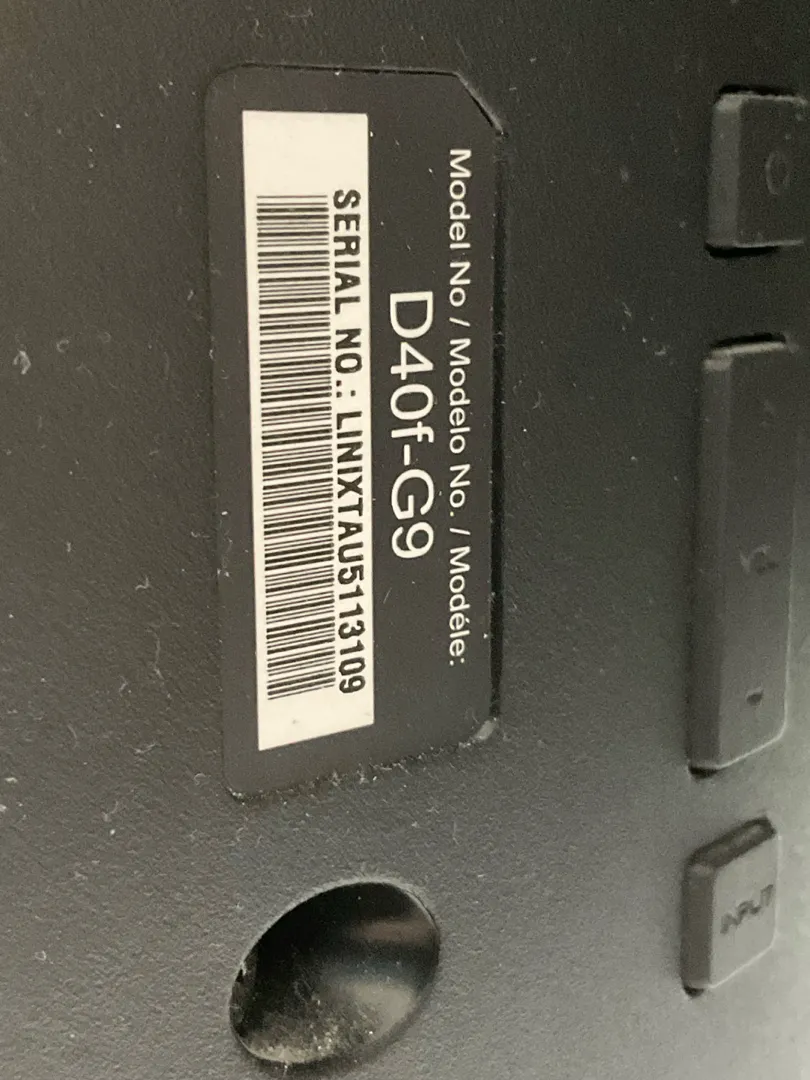 Model No / Modelo No. / Modéle:
D40f-G9
SERIAL NO.: LINIXTAU5113109
INPUT